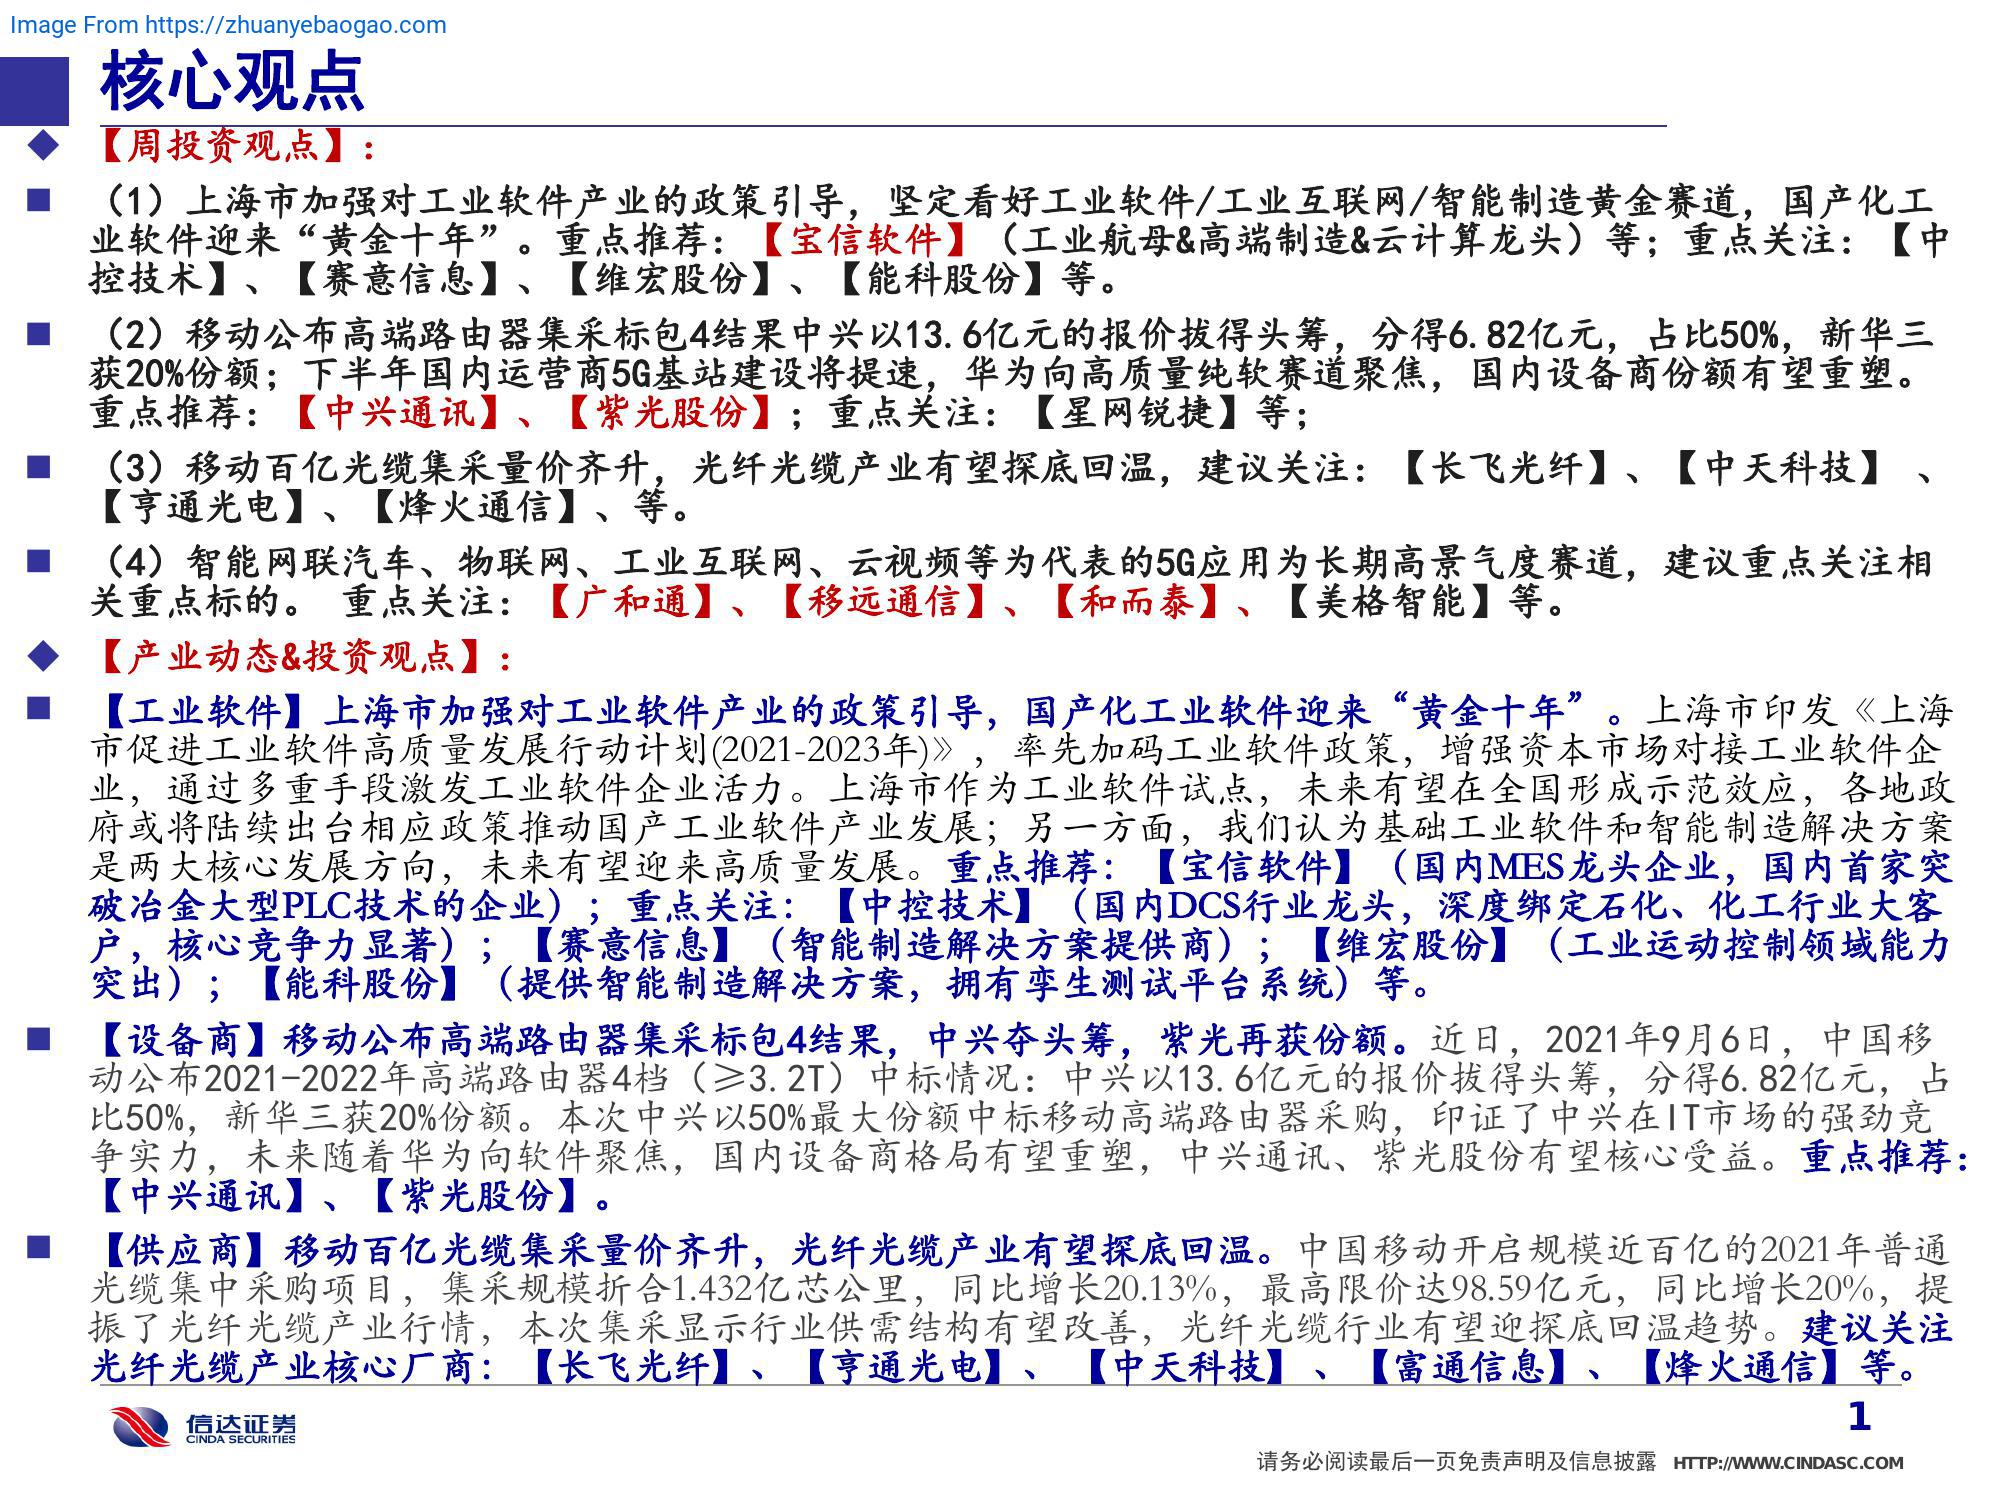 Image From https://zhuanyebaogao.com
核心观点
【周投资观点】:
（1）上海市加强对工业软件产业的政策引导，坚定看好工业软件/工业互联网/智能制造黄金赛道，国产化工
业软件迎来“黄金十年”。重点推荐：【宝信软件】（工业航母&高端制造&云计算龙头）等；重点关注：【中
控技术】、【赛意信息】、【维宏股份】、【能科股份】等。
（2）移动公布高端路由器集采标包4结果中兴以13.6亿元的报价拔得头筹，分得6.82亿元，占比50%，新华三
获20%份额；下半年国内运营商5G基站建设将提速，华为向高质量纯软赛道聚焦，国内设备商份额有望重塑。
重点推荐：【中兴通讯】、【紫光股份】；重点关注：【星网锐捷】等；
（3）移动百亿光缆集采量价齐升，光纤光缆产业有望探底回温，建议关注：【长飞光纤】、【中天科技】 、
【亨通光电】、【烽火通信】、等。
（4）智能网联汽车、物联网、工业互联网、云视频等为代表的5G应用为长期高景气度赛道，建议重点关注相
关重点标的。 重点关注：【广和通】、【移远通信】、【和而泰】、【美格智能】等。
【产业动态&投资观点】:
【工业软件】上海市加强对工业软件产业的政策引导，国产化工业软件迎来“黄金十年”。上海市印发《上海
市促进工业软件高质量发展行动计划(2021-2023年)》，率先加码工业软件政策，增强资本市场对接工业软件企
业，通过多重手段激发工业软件企业活力。上海市作为工业软件试点，未来有望在全国形成示范效应，各地政
府或将陆续出台相应政策推动国产工业软件产业发展；另一方面，我们认为基础工业软件和智能制造解决方案
是两大核心发展方向，未来有望迎来高质量发展。重点推荐：【宝信软件】（国内MES龙头企业，国内首家突
破冶金大型PLC技术的企业）；重点关注：【中控技术】（国内DCS行业龙头，深度绑定石化、化工行业大客
户，核心竞争力显著）；【赛意信息】（智能制造解决方案提供商）；【维宏股份】（工业运动控制领域能力
突出）；【能科股份】（提供智能制造解决方案，拥有孪生测试平台系统）等。
【设备商】移动公布高端路由器集采标包4结果，中兴夺头筹，紫光再获份额。近日，2021年9月6日，中国移
动公布2021-2022年高端路由器4档（≥3.2T）中标情况：中兴以13.6亿元的报价拔得头筹，分得6.82亿元，占
比50%，新华三获20%份额。本次中兴以50%最大份额中标移动高端路由器采购，印证了中兴在IT市场的强劲竞
争实力，未来随着华为向软件聚焦，国内设备商格局有望重塑，中兴通讯、紫光股份有望核心受益。重点推荐：
【中兴通讯】、【紫光股份】。
【供应商】移动百亿光缆集采量价齐升，光纤光缆产业有望探底回温。中国移动开启规模近百亿的2021年普通
光缆集中采购项目，集采规模折合1.432亿芯公里，同比增长20.13%，最高限价达98.59亿元，同比增长20%，提
振了光纤光缆产业行情，本次集采显示行业供需结构有望改善，光纤光缆行业有望迎探底回温趋势。建议关注
光纤光缆产业核心厂商：【长飞光纤】、【亨通光电】、【中天科技】 、【富通信息】、【烽火通信】等。
信达证券
CINDA SECURITIES
1
请务必阅读最后一页免责声明及信息披露 HTTP://WWW.CINDASC.COM